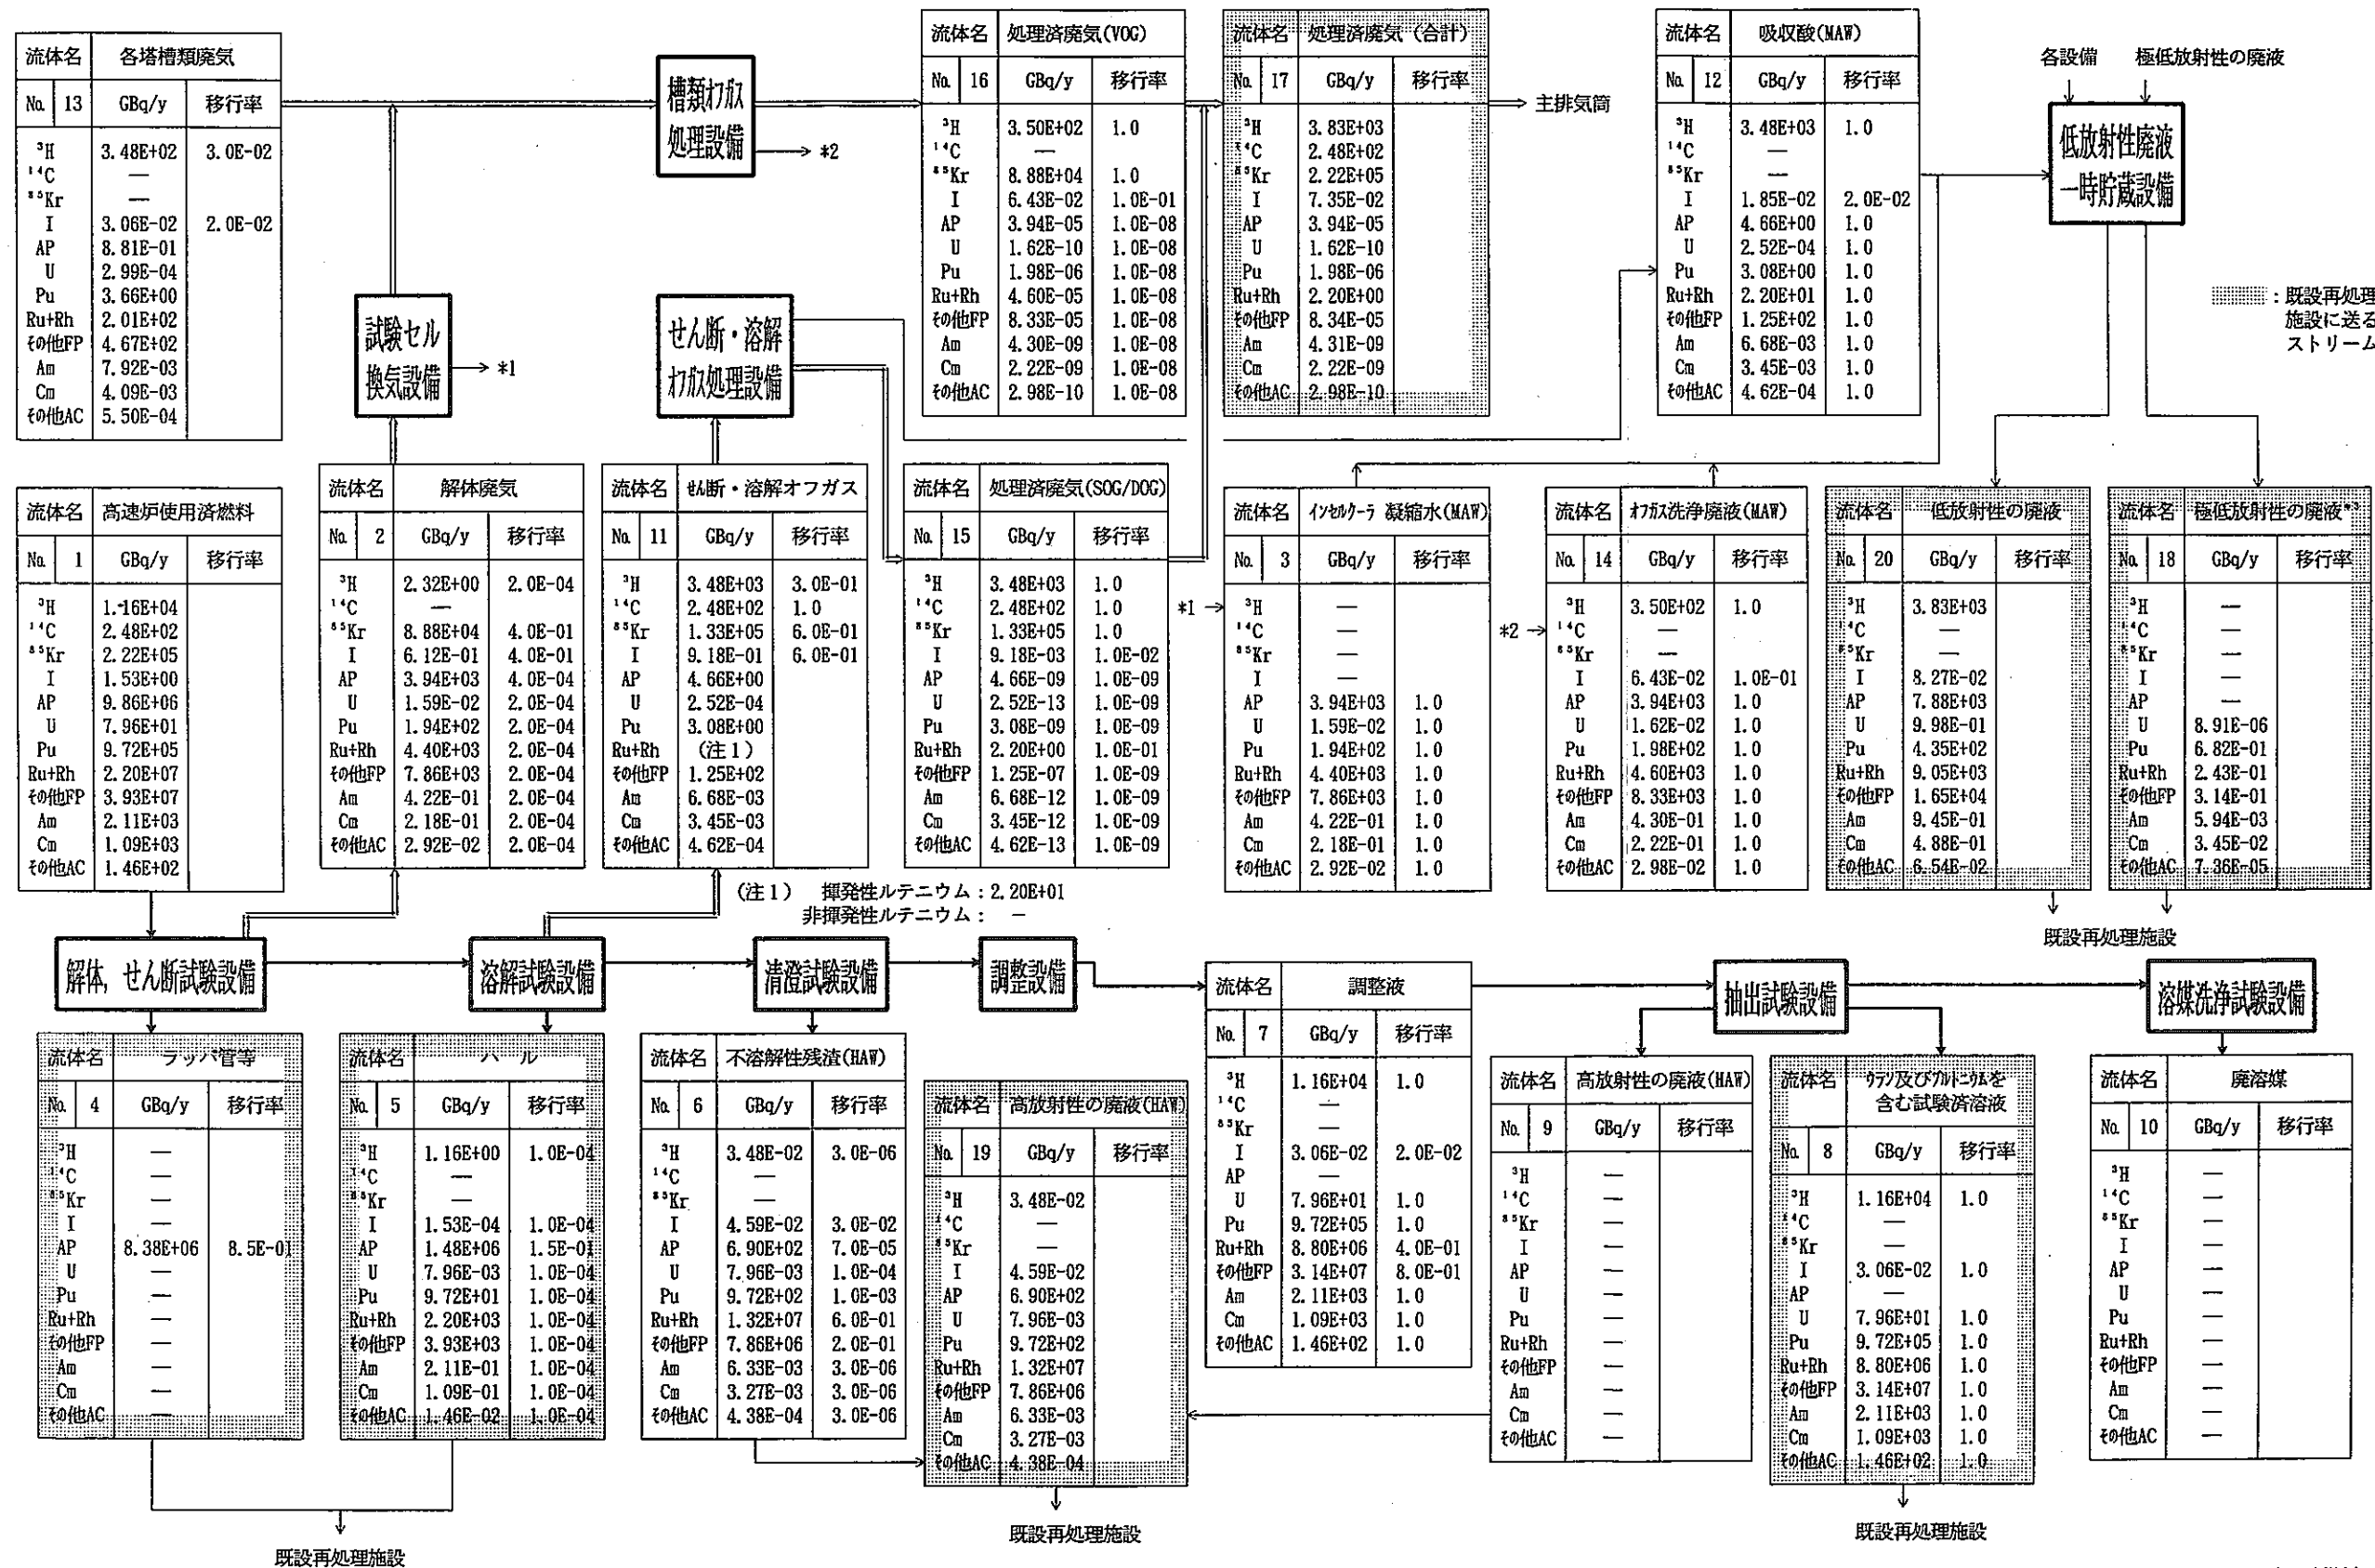 流体名 各塔槽類廃気
No. 13 GBq/y 移行率
³H 3.48E+02 3.0E-02
¹⁴C —
⁸⁵Kr —
I 3.06E-02 2.0E-02
AP 8.81E-01
U 2.99E-04
Pu 3.66E+00
Ru+Rh 2.01E+02
その他FP 4.67E+02
Am 7.92E-03
Cm 4.09E-03
その他AC 5.50E-04
槽類オフガス
処理設備
*2
試験セル
換気設備
*1
せん断・溶解
オフガス処理設備
流体名 処理済廃気(VOG)
No. 16 GBq/y 移行率
³H 3.50E+02 1.0
¹⁴C —
⁸⁵Kr 8.88E+04 1.0
I 6.43E-02 1.0E-01
AP 3.94E-05 1.0E-08
U 1.62E-10 1.0E-08
Pu 1.98E-06 1.0E-08
Ru+Rh 4.60E-05 1.0E-08
その他FP 8.33E-05 1.0E-08
Am 4.30E-09 1.0E-08
Cm 2.22E-09 1.0E-08
その他AC 2.98E-10 1.0E-08
流体名 処理済廃気(合計)
No. 17 GBq/y 移行率
³H 3.83E+03
¹⁴C 2.48E+02
⁸⁵Kr 2.22E+05
I 7.35E-02
AP 3.94E-05
U 1.62E-10
Pu 1.98E-06
Ru+Rh 2.20E+00
その他FP 8.34E-05
Am 4.31E-09
Cm 2.22E-09
その他AC 2.98E-10
主排気筒
流体名 吸収酸(MAW)
No. 12 GBq/y 移行率
³H 3.48E+03 1.0
¹⁴C —
⁸⁵Kr —
I 1.85E-02 2.0E-02
AP 4.66E+00 1.0
U 2.52E-04 1.0
Pu 3.08E+00 1.0
Ru+Rh 2.20E+01 1.0
その他FP 1.25E+02 1.0
Am 6.68E-03 1.0
Cm 3.45E-03 1.0
その他AC 4.62E-04 1.0
各設備 極低放射性の廃液
低放射性廃液
一時貯蔵設備
:既設再処理
施設に送る
ストリーム
流体名 高速炉使用済燃料
No. 1 GBq/y 移行率
³H 1.16E+04
¹⁴C 2.48E+02
⁸⁵Kr 2.22E+05
I 1.53E+00
AP 9.86E+06
U 7.96E+01
Pu 9.72E+05
Ru+Rh 2.20E+07
その他FP 3.93E+07
Am 2.11E+03
Cm 1.09E+03
その他AC 1.46E+02
流体名 解体廃気
No. 2 GBq/y 移行率
³H 2.32E+00 2.0E-04
¹⁴C —
⁸⁵Kr 8.88E+04 4.0E-01
I 6.12E-01 4.0E-01
AP 3.94E+03 4.0E-04
U 1.59E-02 2.0E-04
Pu 1.94E+02 2.0E-04
Ru+Rh 4.40E+03 2.0E-04
その他FP 7.86E+03 2.0E-04
Am 4.22E-01 2.0E-04
Cm 2.18E-01 2.0E-04
その他AC 2.92E-02 2.0E-04
流体名 せん断・溶解オフガス
No. 11 GBq/y 移行率
³H 3.48E+03 3.0E-01
¹⁴C 2.48E+02 1.0
⁸⁵Kr 1.33E+05 6.0E-01
I 9.18E-01 6.0E-01
AP 4.66E+00
U 2.52E-04
Pu 3.08E+00
Ru+Rh (注1)
その他FP 1.25E+02
Am 6.68E-03
Cm 3.45E-03
その他AC 4.62E-04
流体名 処理済廃気(SOG/DOG)
No. 15 GBq/y 移行率
³H 3.48E+03 1.0
¹⁴C 2.48E+02 1.0
⁸⁵Kr 1.33E+05 1.0
I 9.18E-03 1.0E-02
AP 4.66E-09 1.0E-09
U 2.52E-13 1.0E-09
Pu 3.08E-09 1.0E-09
Ru+Rh 2.20E+00 1.0E-01
その他FP 1.25E-07 1.0E-09
Am 6.68E-12 1.0E-09
Cm 3.45E-12 1.0E-09
その他AC 4.62E-13 1.0E-09
(注1) 揮発性ルテニウム:2.20E+01
非揮発性ルテニウム: —
*1
流体名 インセルクーラ 凝縮水(MAW)
No. 3 GBq/y 移行率
³H —
¹⁴C —
⁸⁵Kr —
I —
AP 3.94E+03 1.0
U 1.59E-02 1.0
Pu 1.94E+02 1.0
Ru+Rh 4.40E+03 1.0
その他FP 7.86E+03 1.0
Am 4.22E-01 1.0
Cm 2.18E-01 1.0
その他AC 2.92E-02 1.0
*2
流体名 オフガス洗浄廃液(MAW)
No. 14 GBq/y 移行率
³H 3.50E+02 1.0
¹⁴C —
⁸⁵Kr —
I 6.43E-02 1.0E-01
AP 3.94E+03 1.0
U 1.62E-02 1.0
Pu 1.98E+02 1.0
Ru+Rh 4.60E+03 1.0
その他FP 8.33E+03 1.0
Am 4.30E-01 1.0
Cm 2.22E-01 1.0
その他AC 2.98E-02 1.0
流体名 低放射性の廃液
No. 20 GBq/y 移行率
³H 3.83E+03
¹⁴C —
⁸⁵Kr —
I 8.27E-02
AP 7.88E+03
U 9.98E-01
Pu 4.35E+02
Ru+Rh 9.05E+03
その他FP 1.65E+04
Am 9.45E-01
Cm 4.88E-01
その他AC 6.54E-02
流体名 極低放射性の廃液*³
No. 18 GBq/y 移行率
³H —
¹⁴C —
⁸⁵Kr —
I —
AP —
U 8.91E-06
Pu 6.82E-01
Ru+Rh 2.43E-01
その他FP 3.14E-01
Am 5.94E-03
Cm 3.45E-02
その他AC 7.36E-05
既設再処理施設
解体,せん断試験設備
溶解試験設備
清澄試験設備
調整設備
流体名 調整液
No. 7 GBq/y 移行率
³H 1.16E+04 1.0
¹⁴C —
⁸⁵Kr —
I 3.06E-02 2.0E-02
AP —
U 7.96E+01 1.0
Pu 9.72E+05 1.0
Ru+Rh 8.80E+06 4.0E-01
その他FP 3.14E+07 8.0E-01
Am 2.11E+03 1.0
Cm 1.09E+03 1.0
その他AC 1.46E+02 1.0
抽出試験設備
溶媒洗浄試験設備
流体名 ラッパ管等
No. 4 GBq/y 移行率
³H —
¹⁴C —
⁸⁵Kr —
I —
AP 8.38E+06 8.5E-01
U —
Pu —
Ru+Rh —
その他FP —
Am —
Cm —
その他AC —
流体名 ハル
No. 5 GBq/y 移行率
³H 1.16E+00 1.0E-04
¹⁴C —
⁸⁵Kr —
I 1.53E-04 1.0E-04
AP 1.48E+06 1.5E-01
U 7.96E-03 1.0E-04
Pu 9.72E+01 1.0E-04
Ru+Rh 2.20E+03 1.0E-04
その他FP 3.93E+03 1.0E-04
Am 2.11E-01 1.0E-04
Cm 1.09E-01 1.0E-04
その他AC 1.46E-02 1.0E-04
既設再処理施設
流体名 不溶解性残渣(HAW)
No. 6 GBq/y 移行率
³H 3.48E-02 3.0E-06
¹⁴C —
⁸⁵Kr —
I 4.59E-02 3.0E-02
AP 6.90E+02 7.0E-05
U 7.96E-03 1.0E-04
Pu 9.72E+02 1.0E-03
Ru+Rh 1.32E+07 6.0E-01
その他FP 7.86E+06 2.0E-01
Am 6.33E-03 3.0E-06
Cm 3.27E-03 3.0E-06
その他AC 4.38E-04 3.0E-06
流体名 高放射性の廃液(HAW)
No. 19 GBq/y 移行率
³H 3.48E-02
¹⁴C —
⁸⁵Kr —
I 4.59E-02
AP 6.90E+02
U 7.96E-03
Pu 9.72E+02
Ru+Rh 1.32E+07
その他FP 7.86E+06
Am 6.33E-03
Cm 3.27E-03
その他AC 4.38E-04
既設再処理施設
流体名 高放射性の廃液(HAW)
No. 9 GBq/y 移行率
³H —
¹⁴C —
⁸⁵Kr —
I —
AP —
U —
Pu —
Ru+Rh —
その他FP —
Am —
Cm —
その他AC —
流体名 ウラン及びプルトニウムを
含む試験済溶液
No. 8 GBq/y 移行率
³H 1.16E+04 1.0
¹⁴C —
⁸⁵Kr —
I 3.06E-02 1.0
AP —
U 7.96E+01 1.0
Pu 9.72E+05 1.0
Ru+Rh 8.80E+06 1.0
その他FP 3.14E+07 1.0
Am 2.11E+03 1.0
Cm 1.09E+03 1.0
その他AC 1.46E+02 1.0
既設再処理施設
流体名 廃溶媒
No. 10 GBq/y 移行率
³H —
¹⁴C —
⁸⁵Kr —
I —
AP —
U —
Pu —
Ru+Rh —
その他FP —
Am —
Cm —
その他AC —